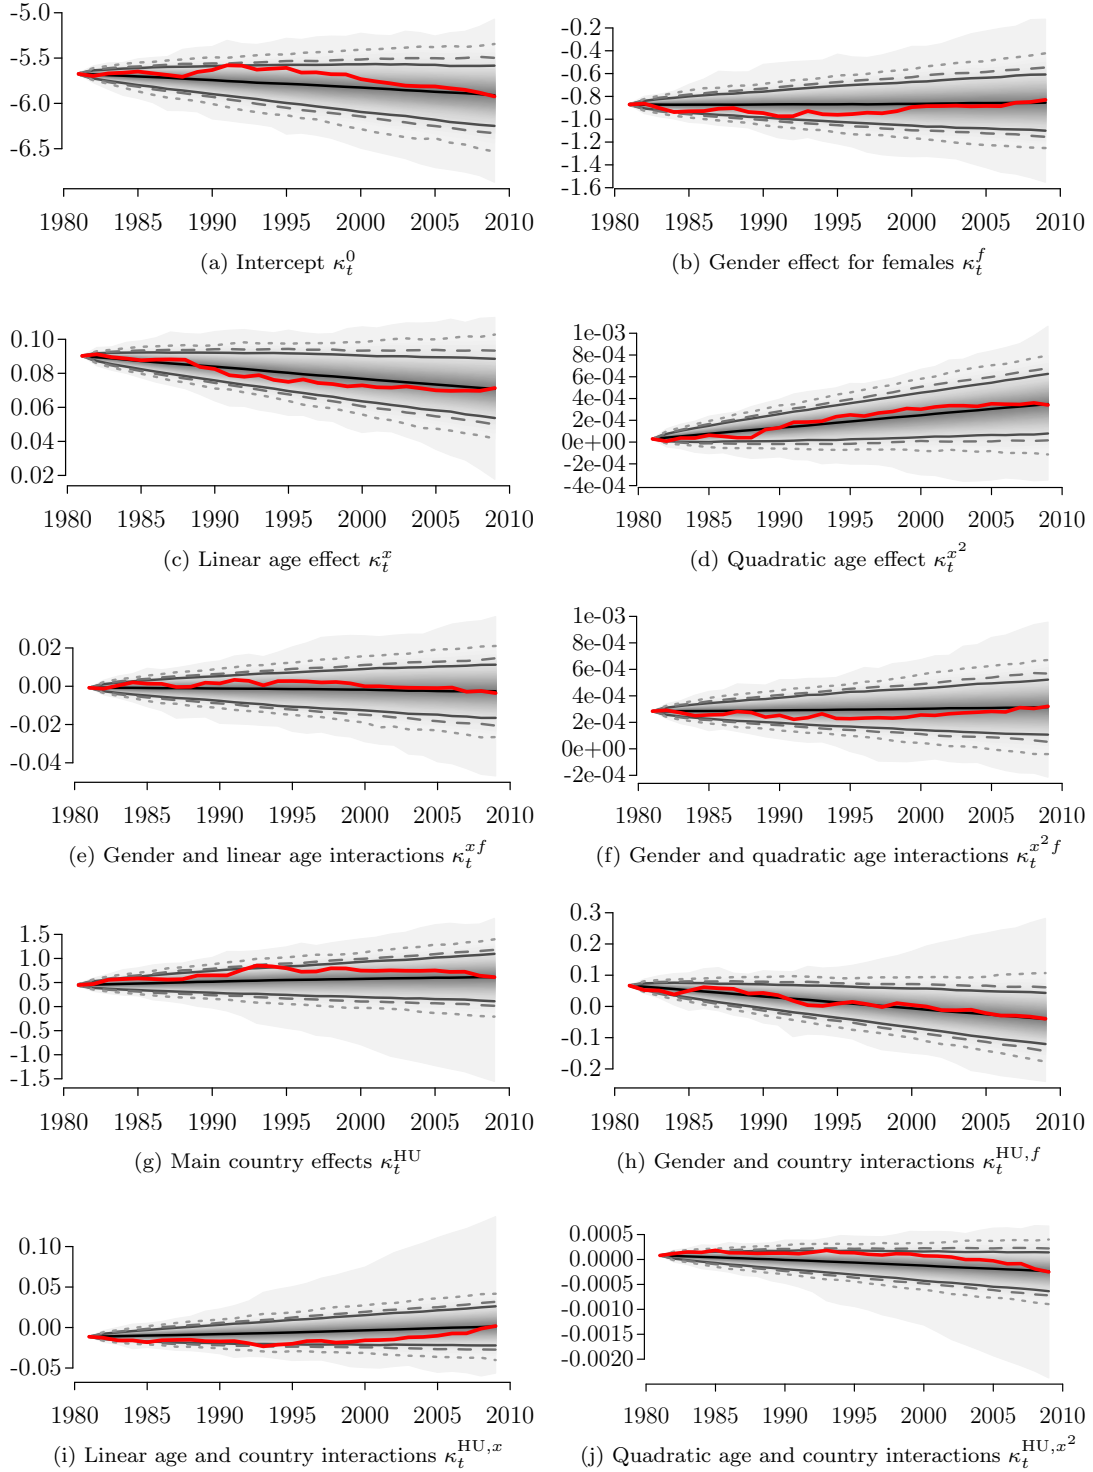 -5.0
-5.5
-6.0
-6.5
1980 1985 1990 1995 2000 2005 2010
(a) Intercept κ_t^0
-0.2
-0.4
-0.6
-0.8
-1.0
-1.2
-1.4
-1.6
1980 1985 1990 1995 2000 2005 2010
(b) Gender effect for females κ_t^f
0.10
0.08
0.06
0.04
0.02
1980 1985 1990 1995 2000 2005 2010
(c) Linear age effect κ_t^x
1e-03
8e-04
6e-04
4e-04
2e-04
0e+00
-2e-04
-4e-04
1980 1985 1990 1995 2000 2005 2010
(d) Quadratic age effect κ_t^{x^2}
0.02
0.00
-0.02
-0.04
1980 1985 1990 1995 2000 2005 2010
(e) Gender and linear age interactions κ_t^{xf}
1e-03
8e-04
6e-04
4e-04
2e-04
0e+00
-2e-04
1980 1985 1990 1995 2000 2005 2010
(f) Gender and quadratic age interactions κ_t^{x^2 f}
1.5
1.0
0.5
0.0
-0.5
-1.0
-1.5
1980 1985 1990 1995 2000 2005 2010
(g) Main country effects κ_t^{HU}
0.3
0.2
0.1
0.0
-0.1
-0.2
1980 1985 1990 1995 2000 2005 2010
(h) Gender and country interactions κ_t^{HU,f}
0.10
0.05
0.00
-0.05
1980 1985 1990 1995 2000 2005 2010
(i) Linear age and country interactions κ_t^{HU,x}
0.0005
0.0000
-0.0005
-0.0010
-0.0015
-0.0020
1980 1985 1990 1995 2000 2005 2010
(j) Quadratic age and country interactions κ_t^{HU,x^2}